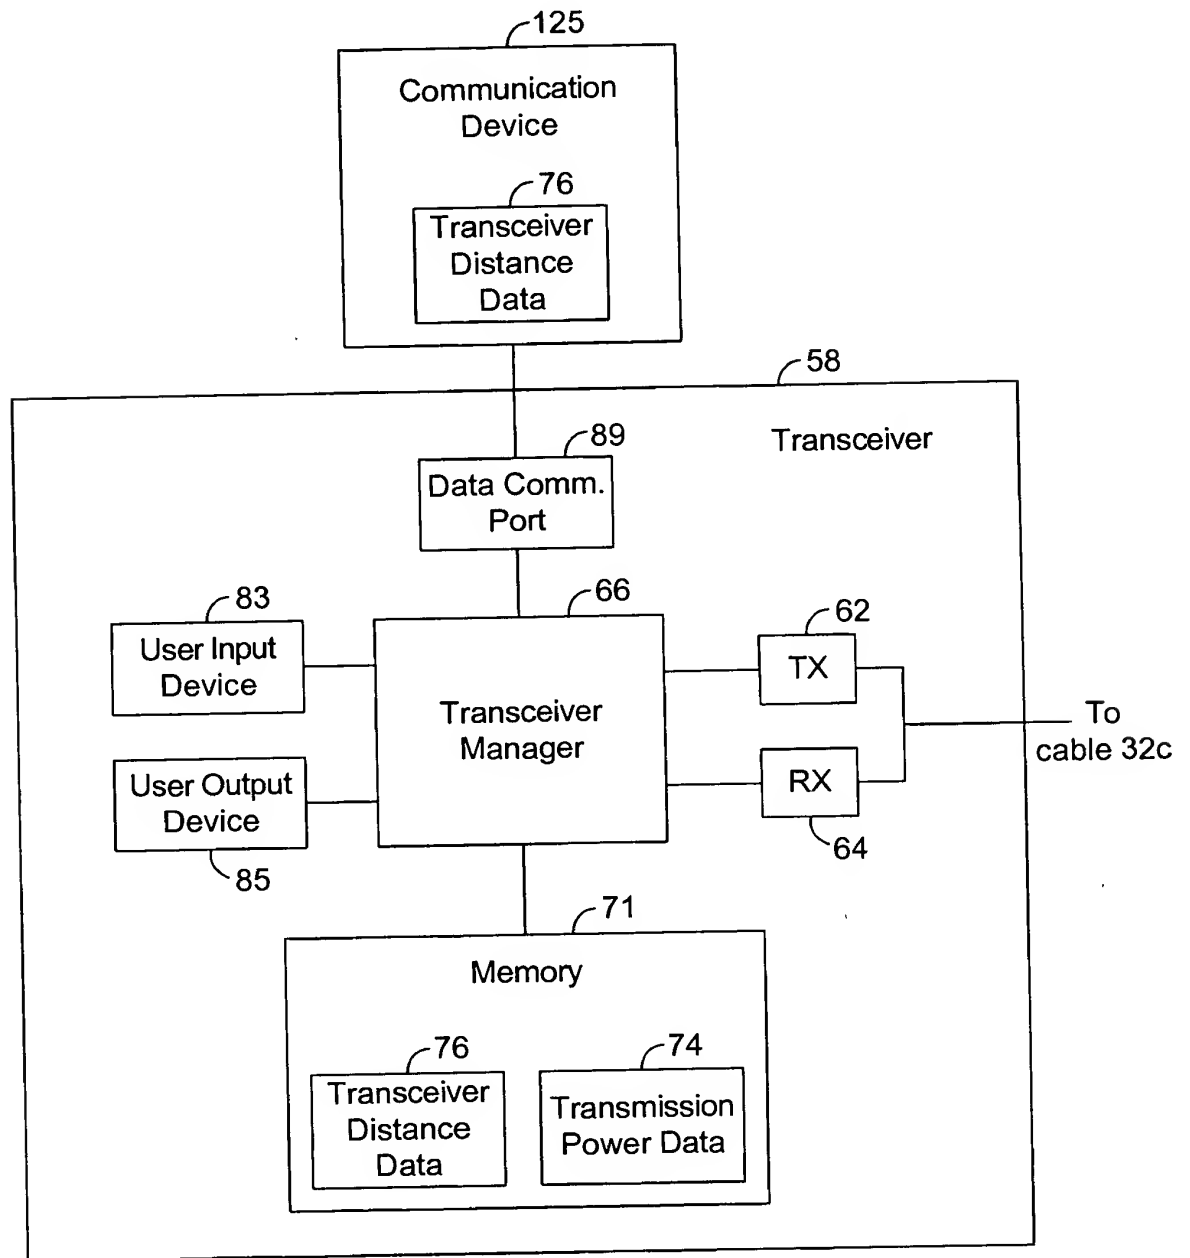 125
Communication
Device
76
Transceiver
Distance
Data
58
Transceiver
89
Data Comm.
Port
83
User Input
Device
66
Transceiver
Manager
62
TX
To
cable 32c
RX
64
User Output
Device
85
71
Memory
76
Transceiver
Distance
Data
74
Transmission
Power Data